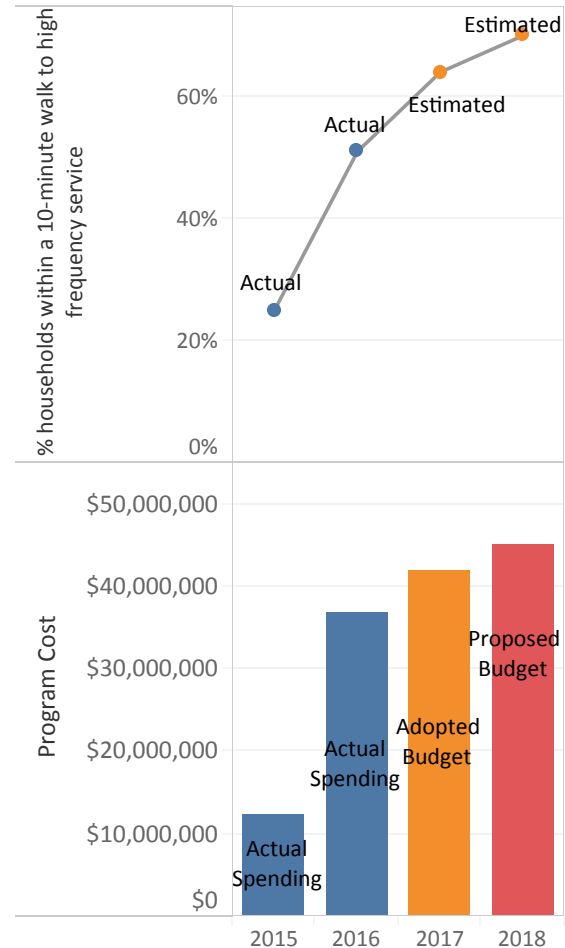 % households within a 10-minute walk to high
frequency service
60%
40%
20%
0%
Estimated
Estimated
Actual
Actual
Program Cost
$50,000,000
$40,000,000
$30,000,000
$20,000,000
$10,000,000
$0
Actual
Spending
Actual
Spending
Adopted
Budget
Proposed
Budget
2015 2016 2017 2018